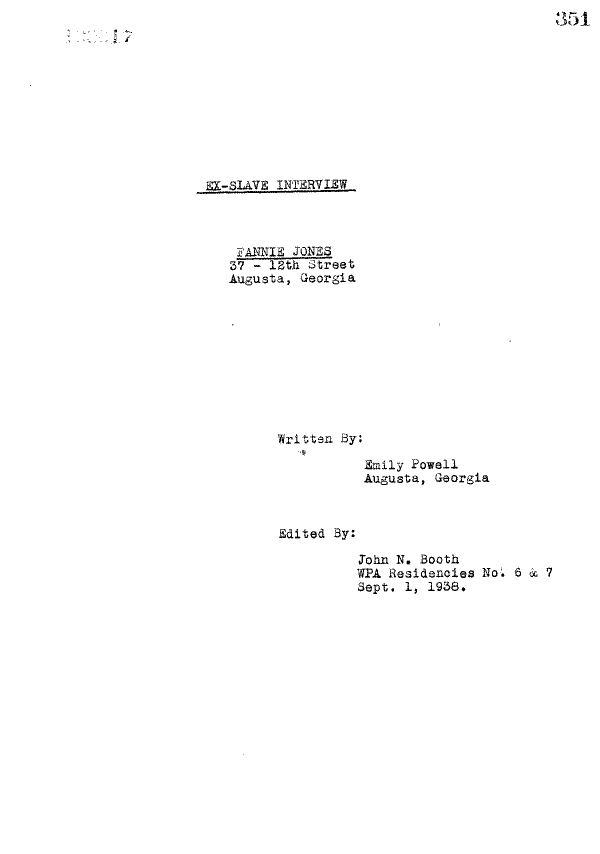 351
EX-SLAVE INTERVIEW
FANNIE JONES
37 - 12th Street
Augusta, Georgia
Written By:
Emily Powell
Augusta, Georgia
Edited By:
John N. Booth
WPA Residencies No. 6 & 7
Sept. 1, 1938.